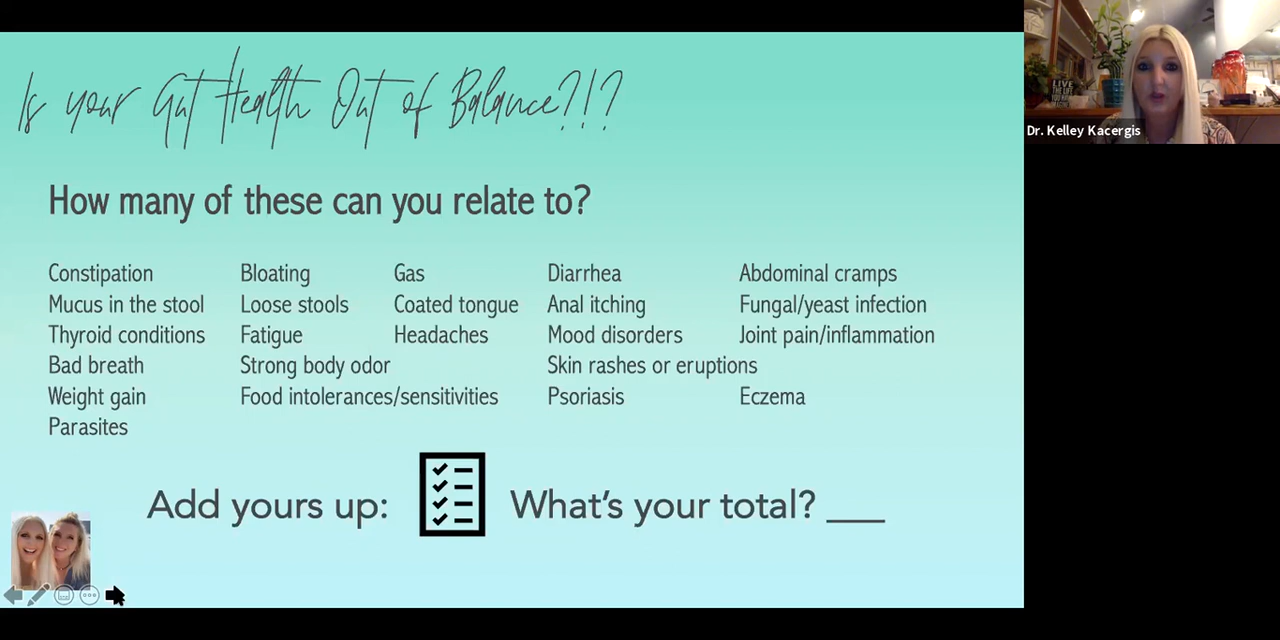 Is your Gut Health Out of Balance?!?
How many of these can you relate to?
Constipation Bloating Gas Diarrhea Abdominal cramps
Mucus in the stool Loose stools Coated tongue Anal itching Fungal/yeast infection
Thyroid conditions Fatigue Headaches Mood disorders Joint pain/inflammation
Bad breath Strong body odor Skin rashes or eruptions
Weight gain Food intolerances/sensitivities Psoriasis Eczema
Parasites
Add yours up: What's your total? ___
LIVE
THE LIFE
Dr. Kelley Kacergis